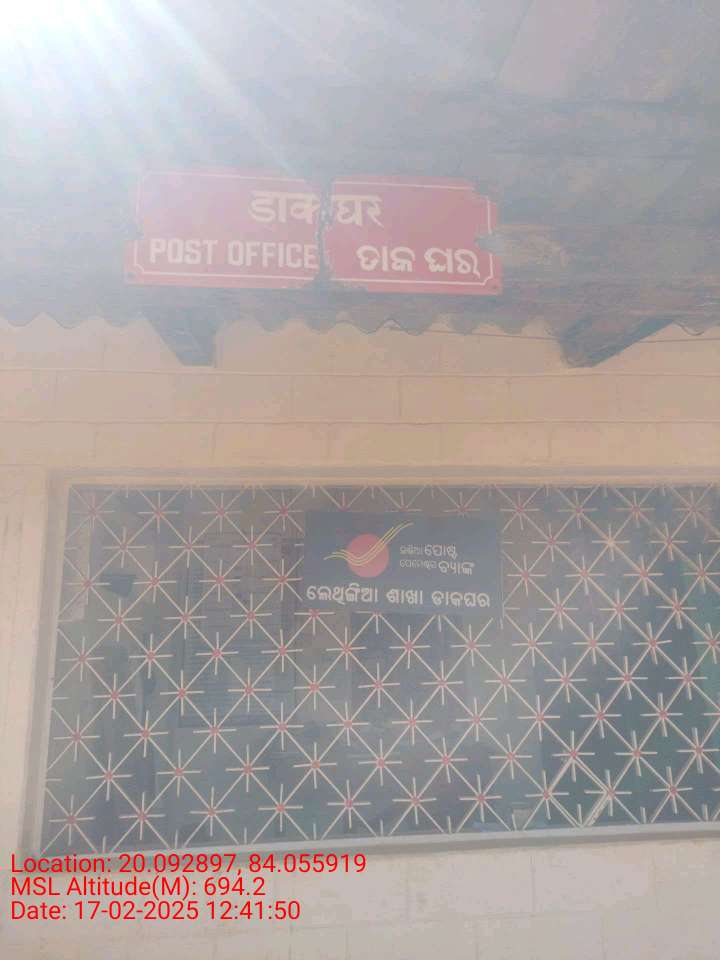 डाकघर
POST OFFICE ଡାକ ଘର
ଇଣ୍ଡିଆ ପୋଷ୍ଟ
ପେମେଣ୍ଟସ ବ୍ୟାଙ୍କ
ଲେଥିଙ୍ଗିଆ ଶାଖା ଡାକଘର
Location: 20.092897, 84.055919
MSL Altitude(M): 694.2
Date: 17-02-2025 12:41:50